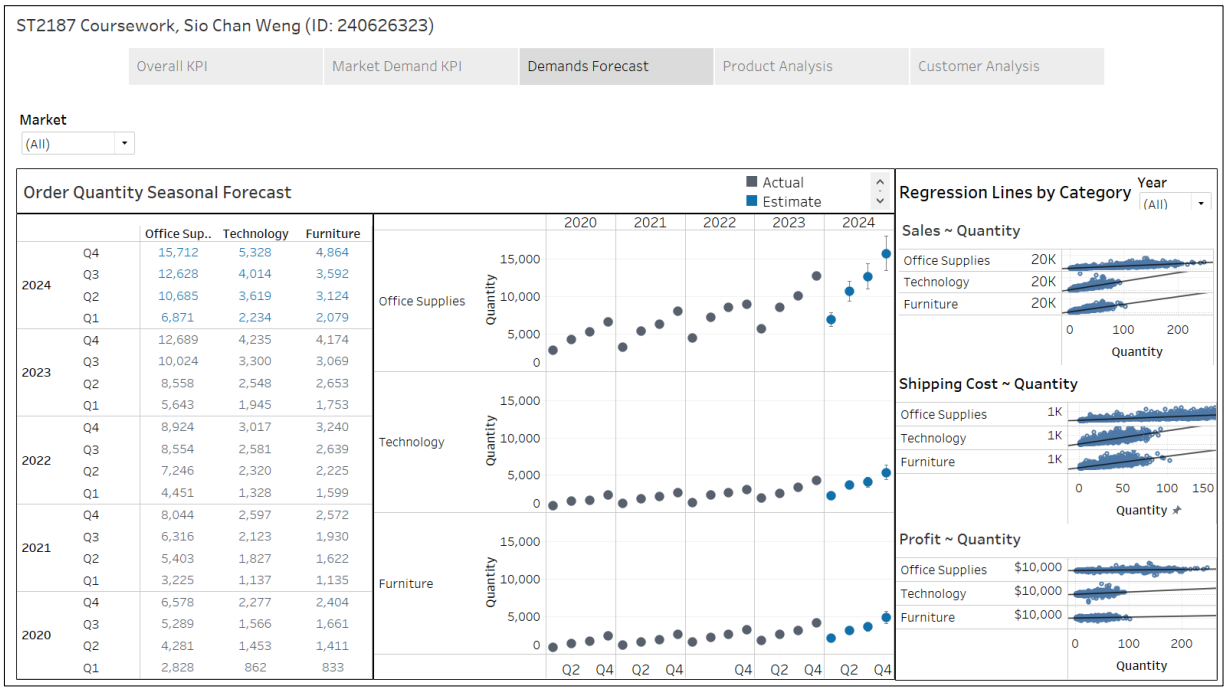 ST2187 Coursework, Sio Chan Weng (ID: 240626323)
Overall KPI Market Demand KPI Demands Forecast Product Analysis Customer Analysis
Market
(All)
Order Quantity Seasonal Forecast
Office Sup.. Technology Furniture
2024
Q4 15,712 5,328 4,864
Q3 12,628 4,014 3,592
Q2 10,685 3,619 3,124
Q1 6,871 2,234 2,079
2023
Q4 12,689 4,235 4,174
Q3 10,024 3,300 3,069
Q2 8,558 2,548 2,653
Q1 5,643 1,945 1,753
2022
Q4 8,924 3,017 3,240
Q3 8,554 2,581 2,639
Q2 7,246 2,320 2,225
Q1 4,451 1,328 1,599
2021
Q4 8,044 2,597 2,572
Q3 6,316 2,123 1,930
Q2 5,403 1,827 1,622
Q1 3,225 1,137 1,135
2020
Q4 6,578 2,277 2,404
Q3 5,289 1,566 1,661
Q2 4,281 1,453 1,411
Q1 2,828 862 833
Actual
Estimate
2020 2021 2022 2023 2024
Office Supplies
Quantity
15,000
10,000
5,000
0
Technology
Quantity
15,000
10,000
5,000
0
Furniture
Quantity
15,000
10,000
5,000
0
Q2 Q4 Q2 Q4 Q4 Q2 Q4 Q2 Q4
Regression Lines by Category
Year
(All)
Sales ~ Quantity
Office Supplies 20K
Technology 20K
Furniture 20K
0 100 200
Quantity
Shipping Cost ~ Quantity
Office Supplies 1K
Technology 1K
Furniture 1K
0 50 100 150
Quantity
Profit ~ Quantity
Office Supplies $10,000
Technology $10,000
Furniture $10,000
0 100 200
Quantity